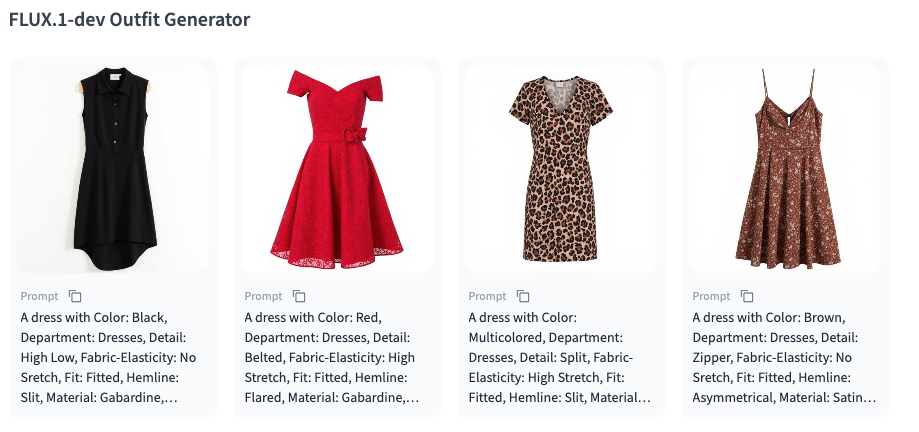 FLUX.1-dev Outfit Generator
Prompt
A dress with Color: Black,
Department: Dresses, Detail:
High Low, Fabric-Elasticity: No
Sretch, Fit: Fitted, Hemline:
Slit, Material: Gabardine,…
Prompt
A dress with Color: Red,
Department: Dresses, Detail:
Belted, Fabric-Elasticity: High
Stretch, Fit: Fitted, Hemline:
Flared, Material: Gabardine,…
Prompt
A dress with Color:
Multicolored, Department:
Dresses, Detail: Split, Fabric-
Elasticity: High Stretch, Fit:
Fitted, Hemline: Slit, Material…
Prompt
A dress with Color: Brown,
Department: Dresses, Detail:
Zipper, Fabric-Elasticity: No
Sretch, Fit: Fitted, Hemline:
Asymmetrical, Material: Satin…